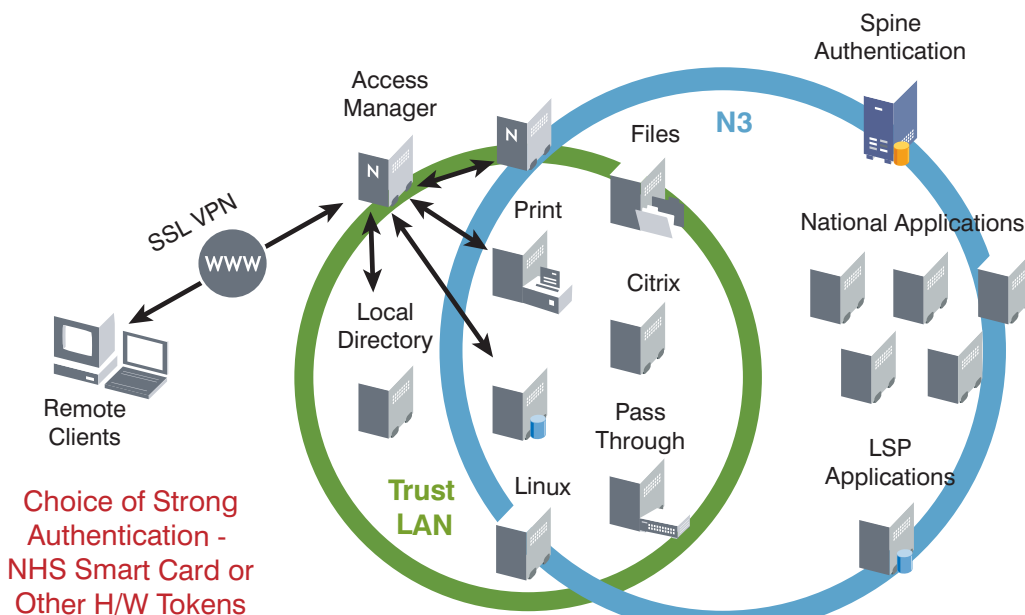 Spine
Authentication
Access
Manager
N3
Files
N
N
SSL VPN
Print
National Applications
WWW
Citrix
Local
Directory
Remote
Clients
Pass
Through
LSP
Applications
Trust
LAN
Linux
Choice of Strong
Authentication -
NHS Smart Card or
Other H/W Tokens